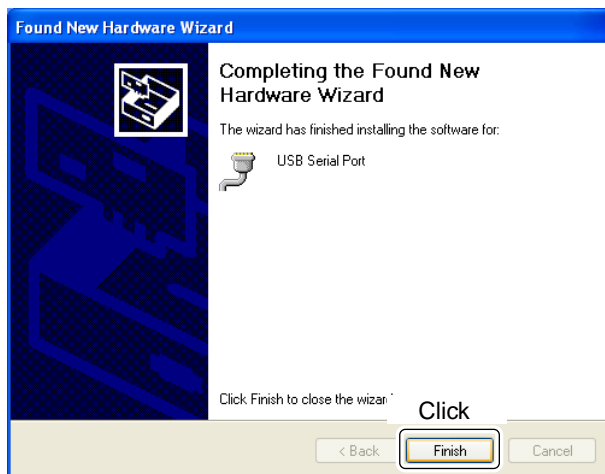 Found New Hardware Wizard
Completing the Found New
Hardware Wizard
The wizard has finished installing the software for:
USB Serial Port
Click Finish to close the wizar
Click
< Back
Finish
Cancel